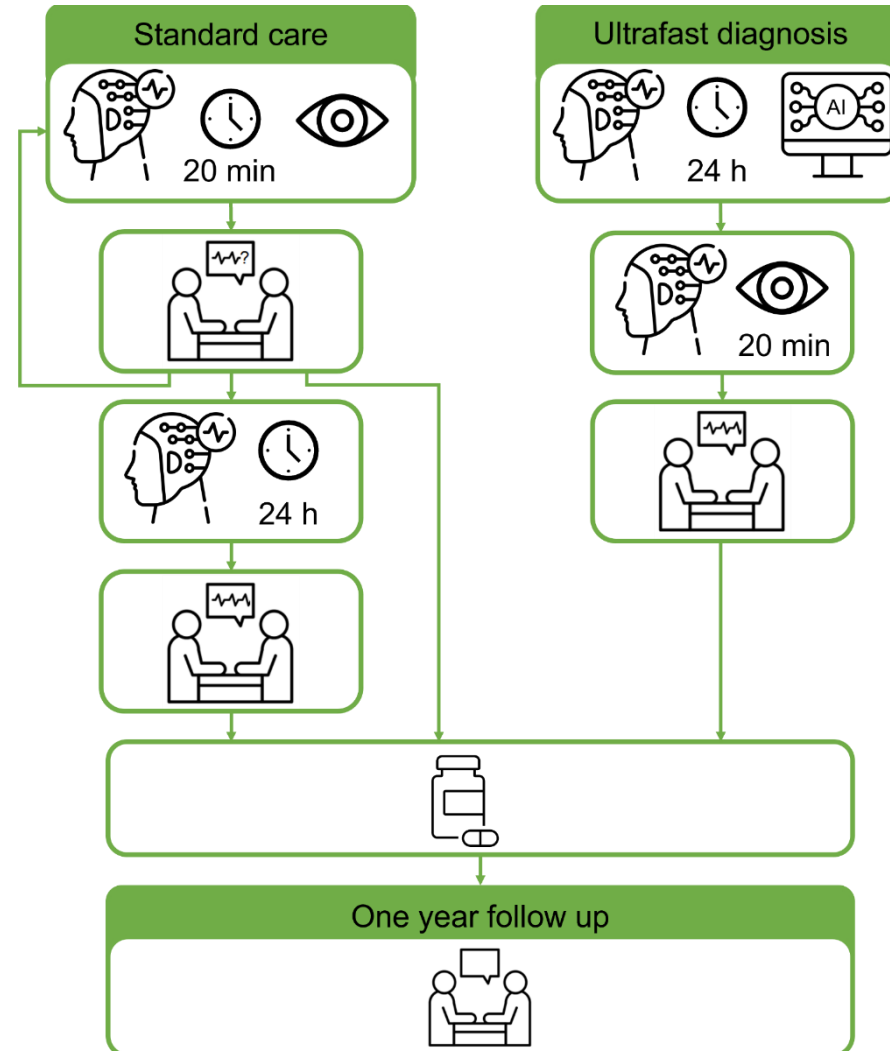 Standard care
Ultrafast diagnosis
20 min
24 h
AI
?
20 min
24 h
One year follow up